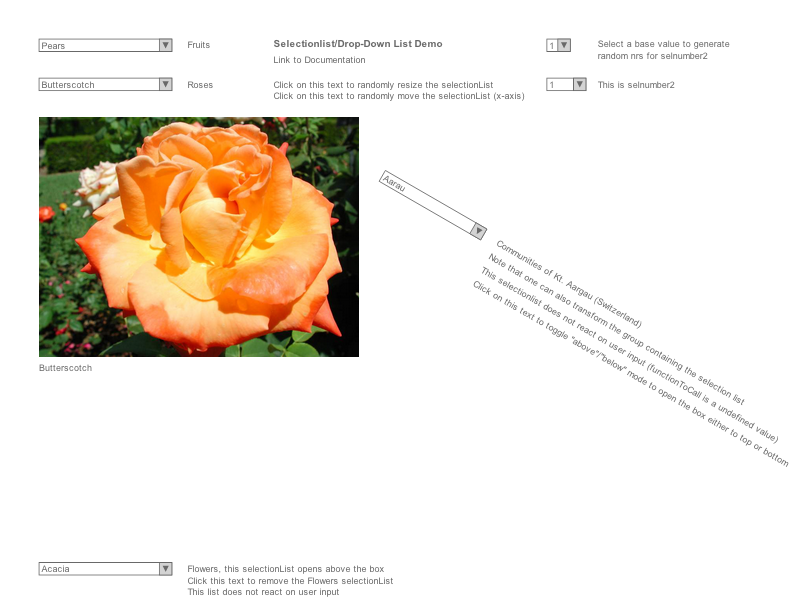 Pears
Fruits
Selectionlist/Drop-Down List Demo
1
Select a base value to generate
random nrs for selnumber2
Link to Documentation
Butterscotch
Roses
Click on this text to randomly resize the selectionList
Click on this text to randomly move the selectionList (x-axis)
1
This is selnumber2
Aarau
Communities of Kt. Aargau (Switzerland)
Note that one can also transform the group containing the selection list
This selectionlist does not react on user input (functionToCall is a undefined value)
Click on this text to toggle "above"/"below" mode to open the box either to top or bottom
Butterscotch
Acacia
Flowers, this selectionList opens above the box
Click this text to remove the Flowers selectionList
This list does not react on user input